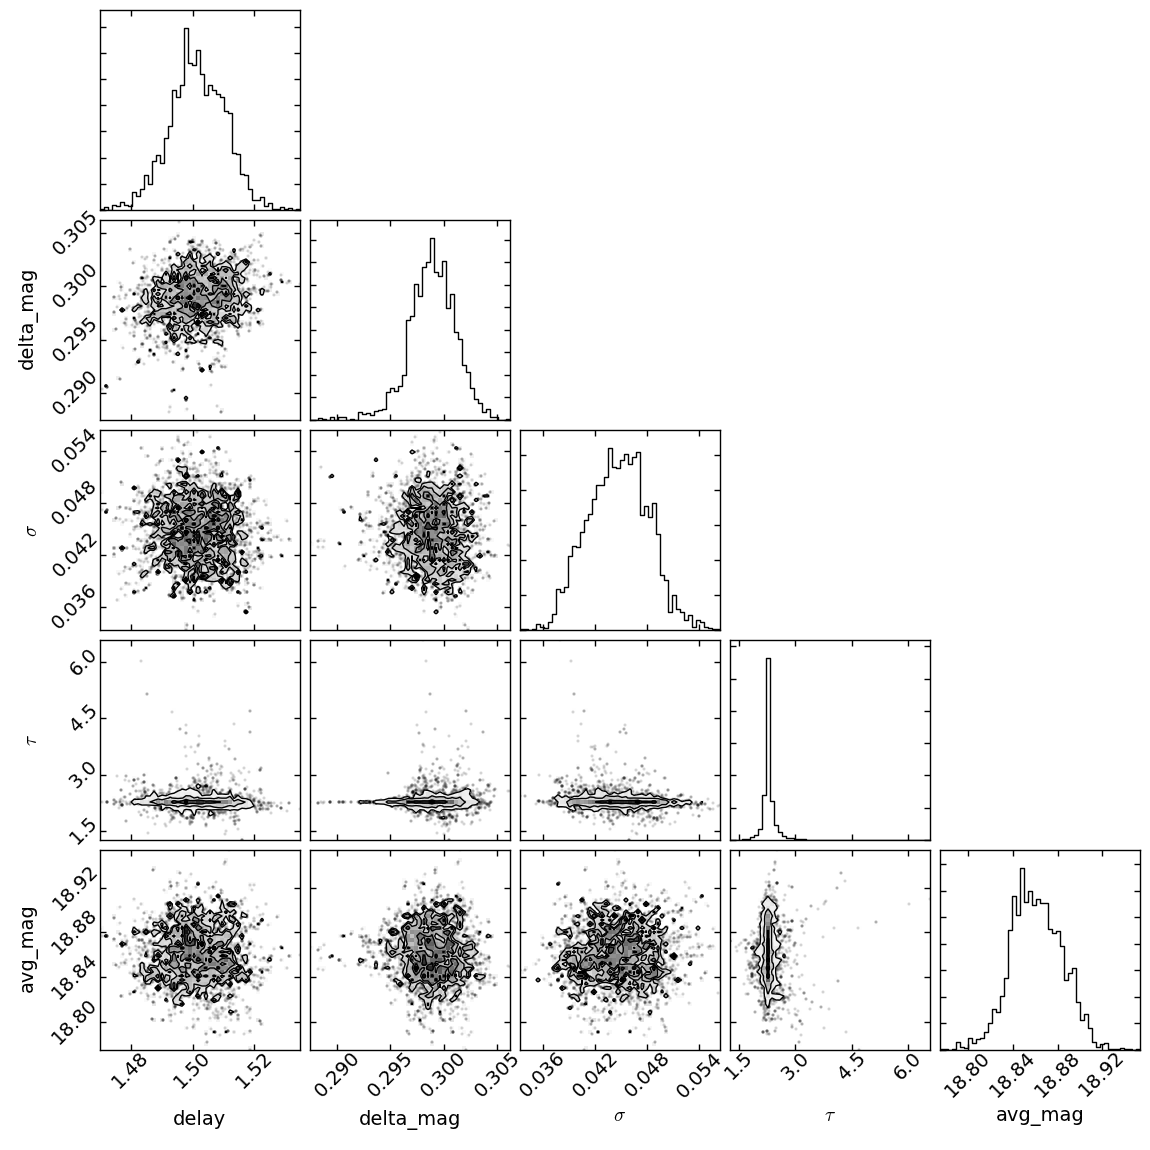 0.305
0.300
0.295
0.290
delta_mag
0.054
0.048
0.042
0.036
σ
6.0
4.5
3.0
1.5
τ
18.92
18.88
18.84
18.80
avg_mag
1.48 1.50 1.52
0.290 0.295 0.300 0.305
0.036 0.042 0.048 0.054
1.5 3.0 4.5 6.0
18.80 18.84 18.88 18.92
delay delta_mag σ τ avg_mag